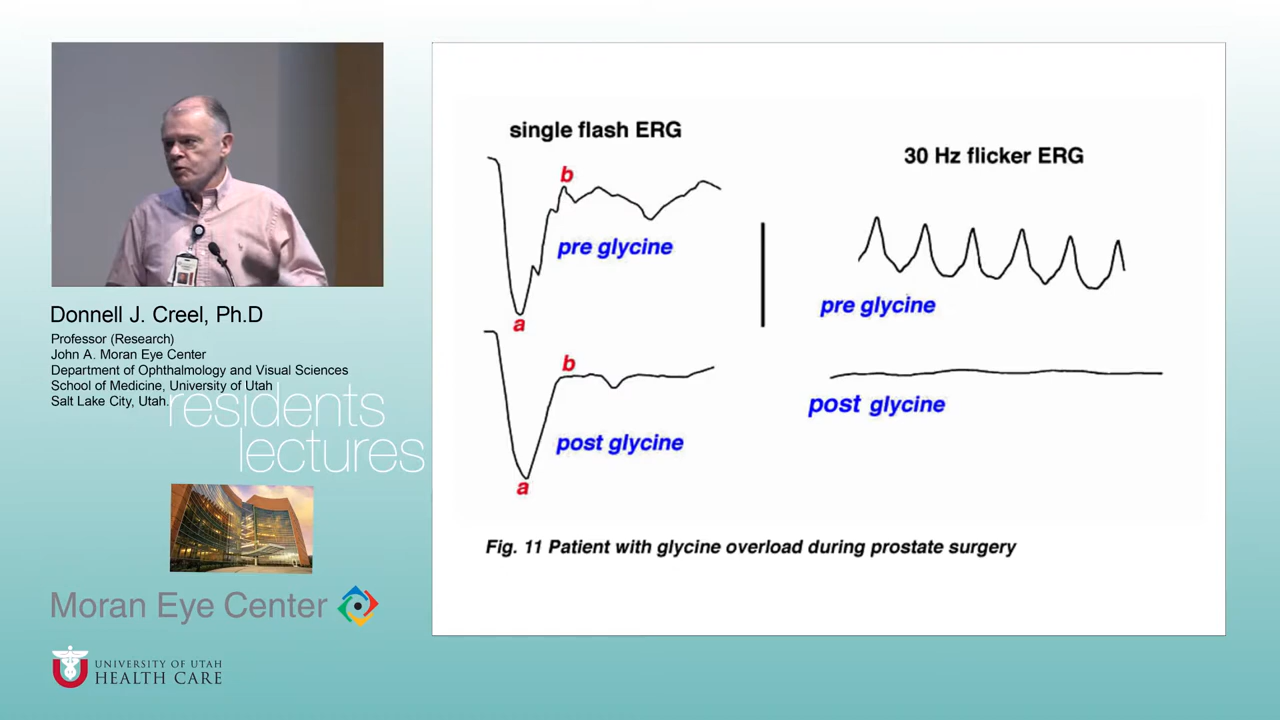 Donnell J. Creel, Ph.D
Professor (Research)
John A. Moran Eye Center
Department of Ophthalmology and Visual Sciences
School of Medicine, University of Utah
Salt Lake City, Utah.
residents
lectures
Moran Eye Center
UNIVERSITY OF UTAH
HEALTH CARE
single flash ERG
b
pre glycine
a
b
post glycine
a
30 Hz flicker ERG
pre glycine
post glycine
Fig. 11 Patient with glycine overload during prostate surgery